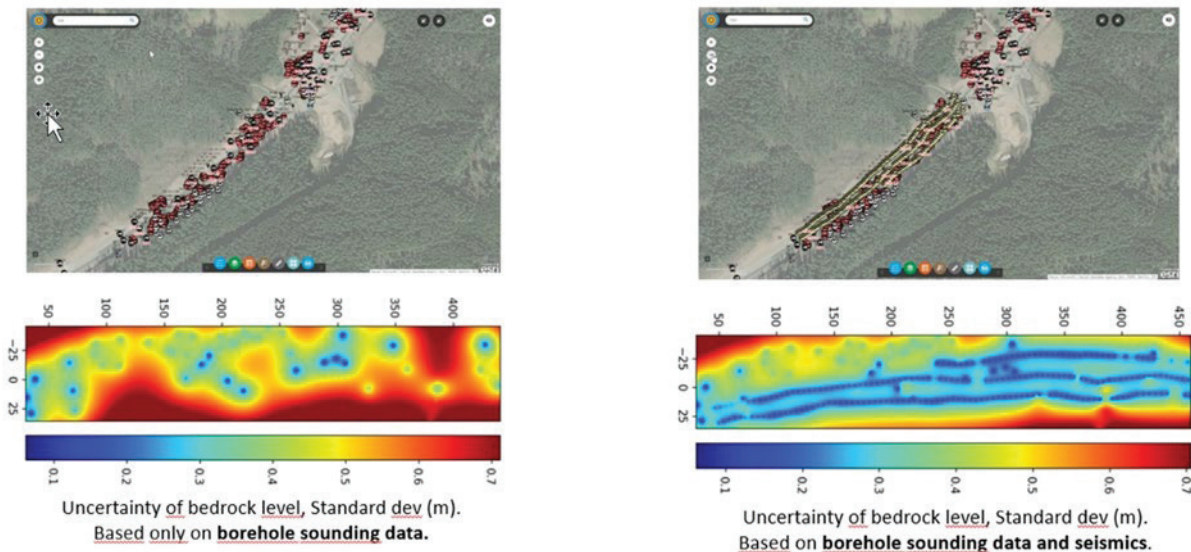 esri
esri
50 100 150 200 250 300 350 400
-25
0
25
0.1 0.2 0.3 0.4 0.5 0.6 0.7
Uncertainty of bedrock level, Standard dev (m).
Based only on borehole sounding data.
50 100 150 200 250 300 350 400 450
-25
0
25
0.1 0.2 0.3 0.4 0.5 0.6 0.7
Uncertainty of bedrock level, Standard dev (m).
Based on borehole sounding data and seismics.